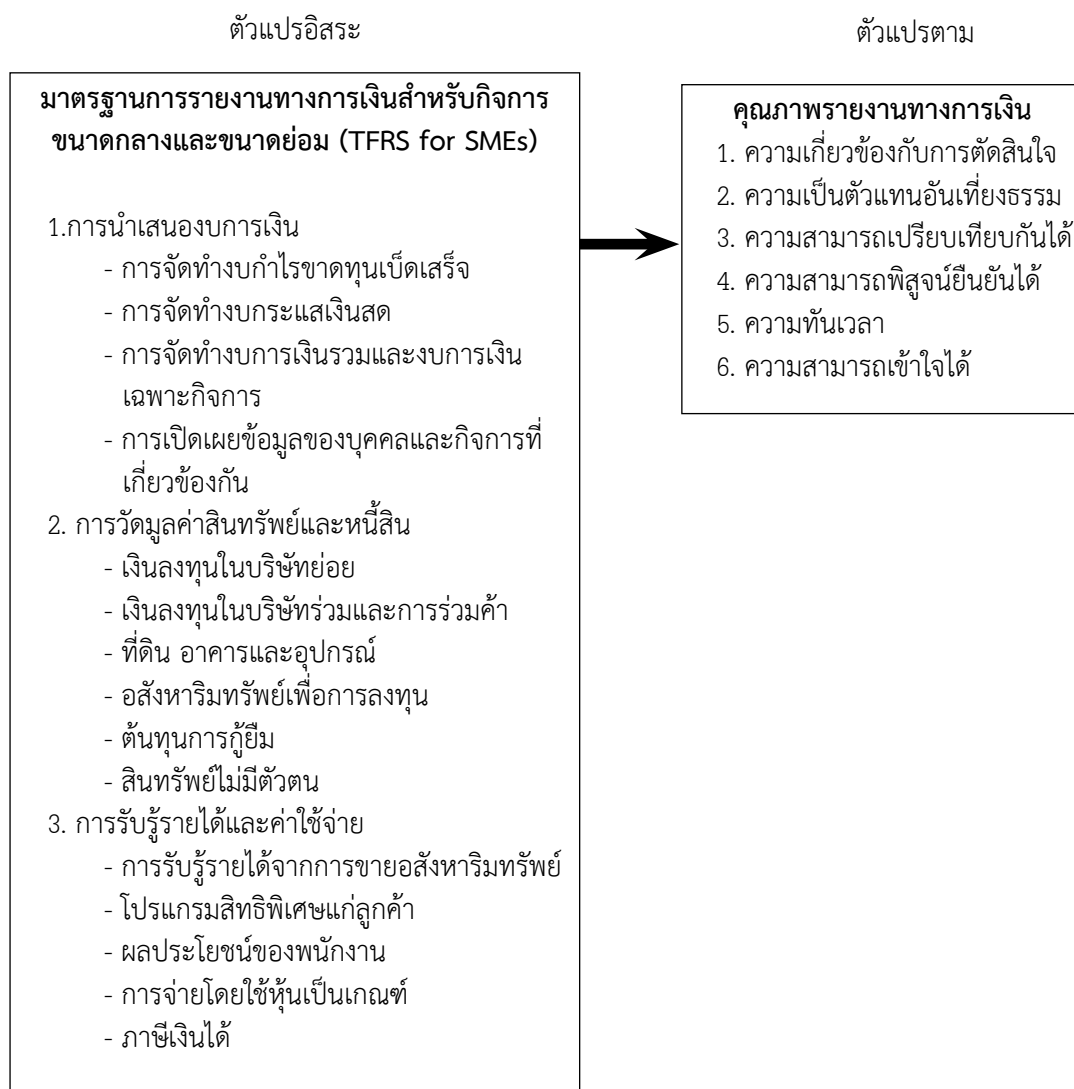 ตัวแปรอิสระ
มาตรฐานการรายงานทางการเงินสำหรับกิจการ
ขนาดกลางและขนาดย่อม (TFRS for SMEs)
1.การนำเสนองบการเงิน
- การจัดทำงบกำไรขาดทุนเบ็ดเสร็จ
- การจัดทำงบกระแสเงินสด
- การจัดทำงบการเงินรวมและงบการเงิน
เฉพาะกิจการ
- การเปิดเผยข้อมูลของบุคคลและกิจการที่
เกี่ยวข้องกัน
2. การวัดมูลค่าสินทรัพย์และหนี้สิน
- เงินลงทุนในบริษัทย่อย
- เงินลงทุนในบริษัทร่วมและการร่วมค้า
- ที่ดิน อาคารและอุปกรณ์
- อสังหาริมทรัพย์เพื่อการลงทุน
- ต้นทุนการกู้ยืม
- สินทรัพย์ไม่มีตัวตน
3. การรับรู้รายได้และค่าใช้จ่าย
- การรับรู้รายได้จากการขายอสังหาริมทรัพย์
- โปรแกรมสิทธิพิเศษแก่ลูกค้า
- ผลประโยชน์ของพนักงาน
- การจ่ายโดยใช้หุ้นเป็นเกณฑ์
- ภาษีเงินได้
ตัวแปรตาม
คุณภาพรายงานทางการเงิน
1. ความเกี่ยวข้องกับการตัดสินใจ
2. ความเป็นตัวแทนอันเที่ยงธรรม
3. ความสามารถเปรียบเทียบกันได้
4. ความสามารถพิสูจน์ยืนยันได้
5. ความทันเวลา
6. ความสามารถเข้าใจได้